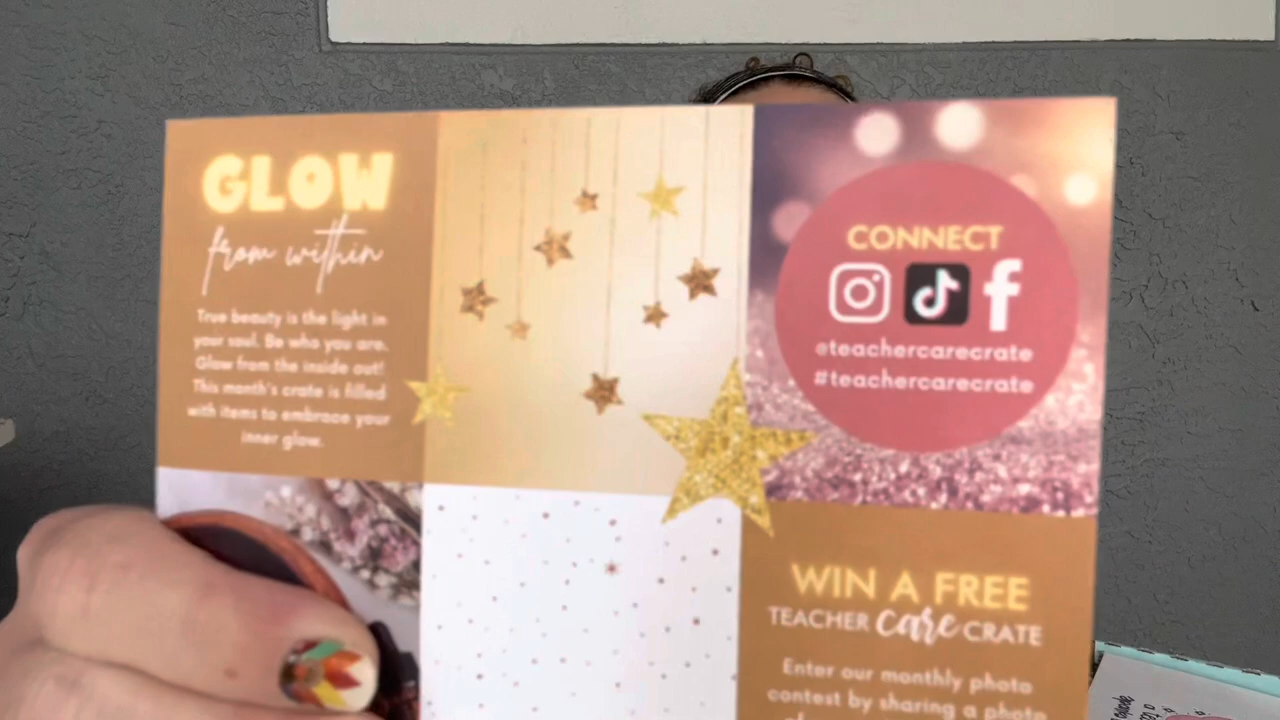 GLOW
from within
True beauty is the light in
your soul. Be who you are.
Glow from the inside out!
This month's crate is filled
with items to embrace your
inner glow.
CONNECT
@teachercarecrate
#teachercarecrate
WIN A FREE
TEACHER care CRATE
Enter our monthly photo
contest by sharing a photo